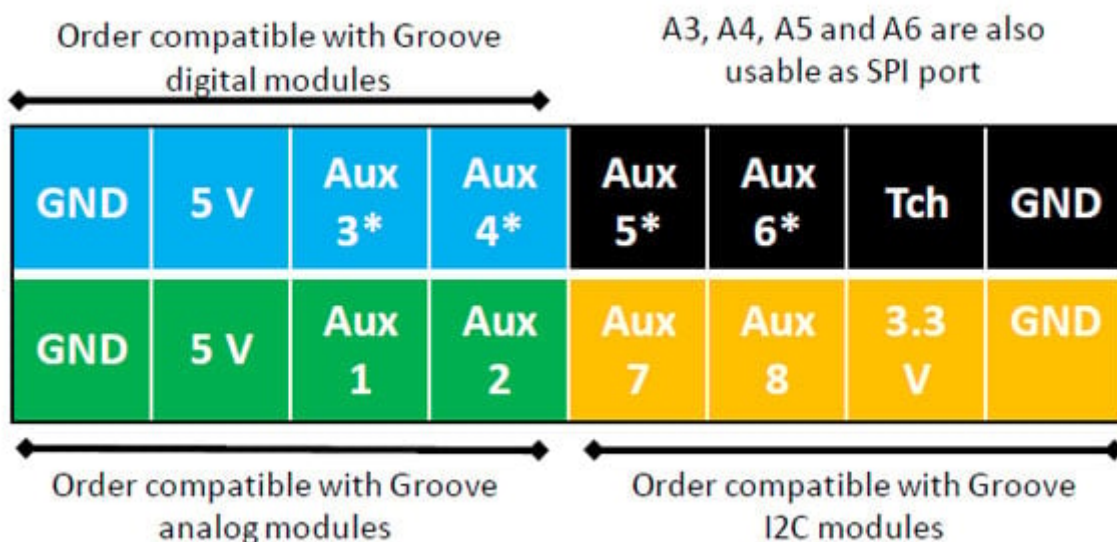 Order compatible with Groove
digital modules
A3, A4, A5 and A6 are also
usable as SPI port
GND 5 V Aux 3* Aux 4* Aux 5* Aux 6* Tch GND
GND 5 V Aux 1 Aux 2 Aux 7 Aux 8 3.3 V GND
Order compatible with Groove
analog modules
Order compatible with Groove
I2C modules